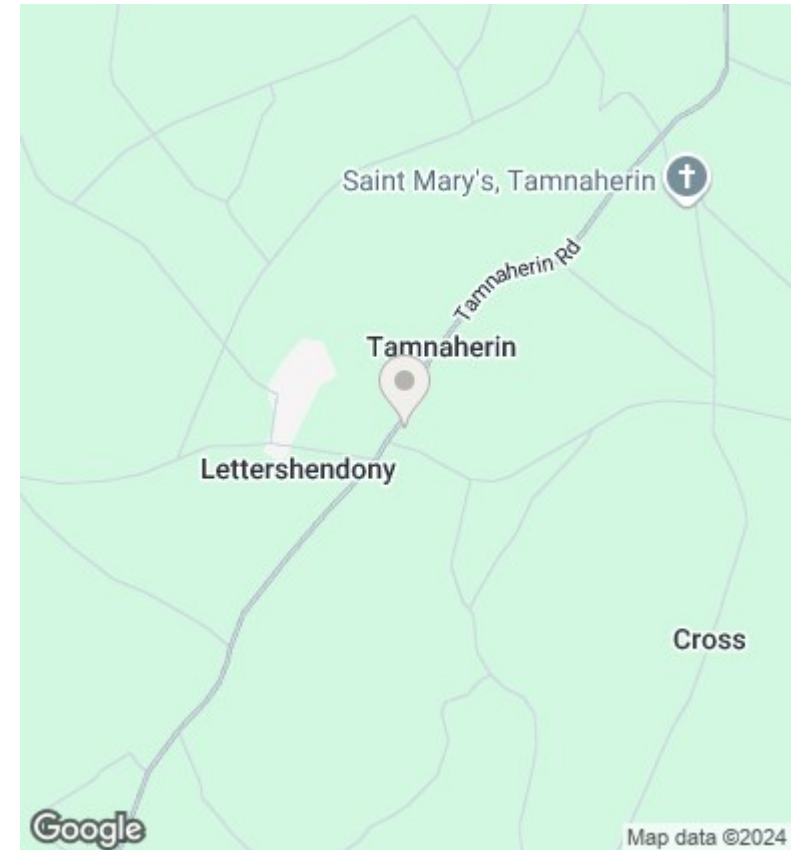 Saint Mary's, Tamnaherin
Tamnaherin Rd
Tamnaherin
Lettershendony
Cross
Google
Map data ©2024